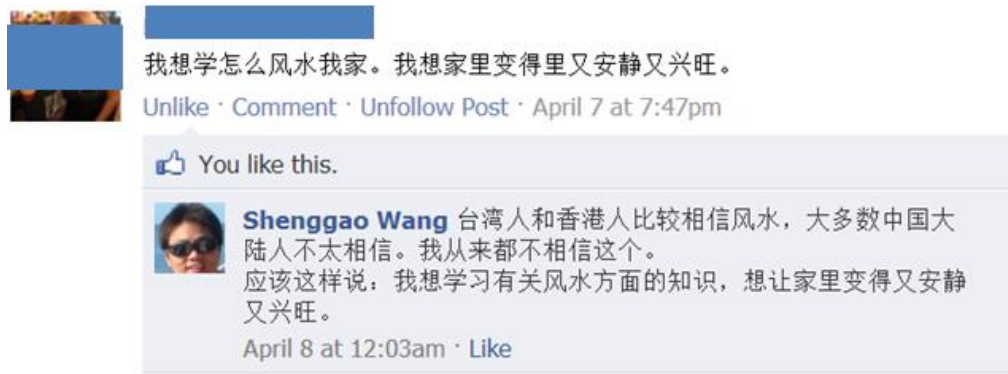 我想学怎么风水我家。我想家里变得里又安静又兴旺。
Unlike · Comment · Unfollow Post · April 7 at 7:47pm
You like this.
Shenggao Wang 台湾人和香港人比较相信风水，大多数中国大
陆人不太相信。我从来都不相信这个。
应该这样说：我想学习有关风水方面的知识，想让家里变得又安静
又兴旺。
April 8 at 12:03am · Like